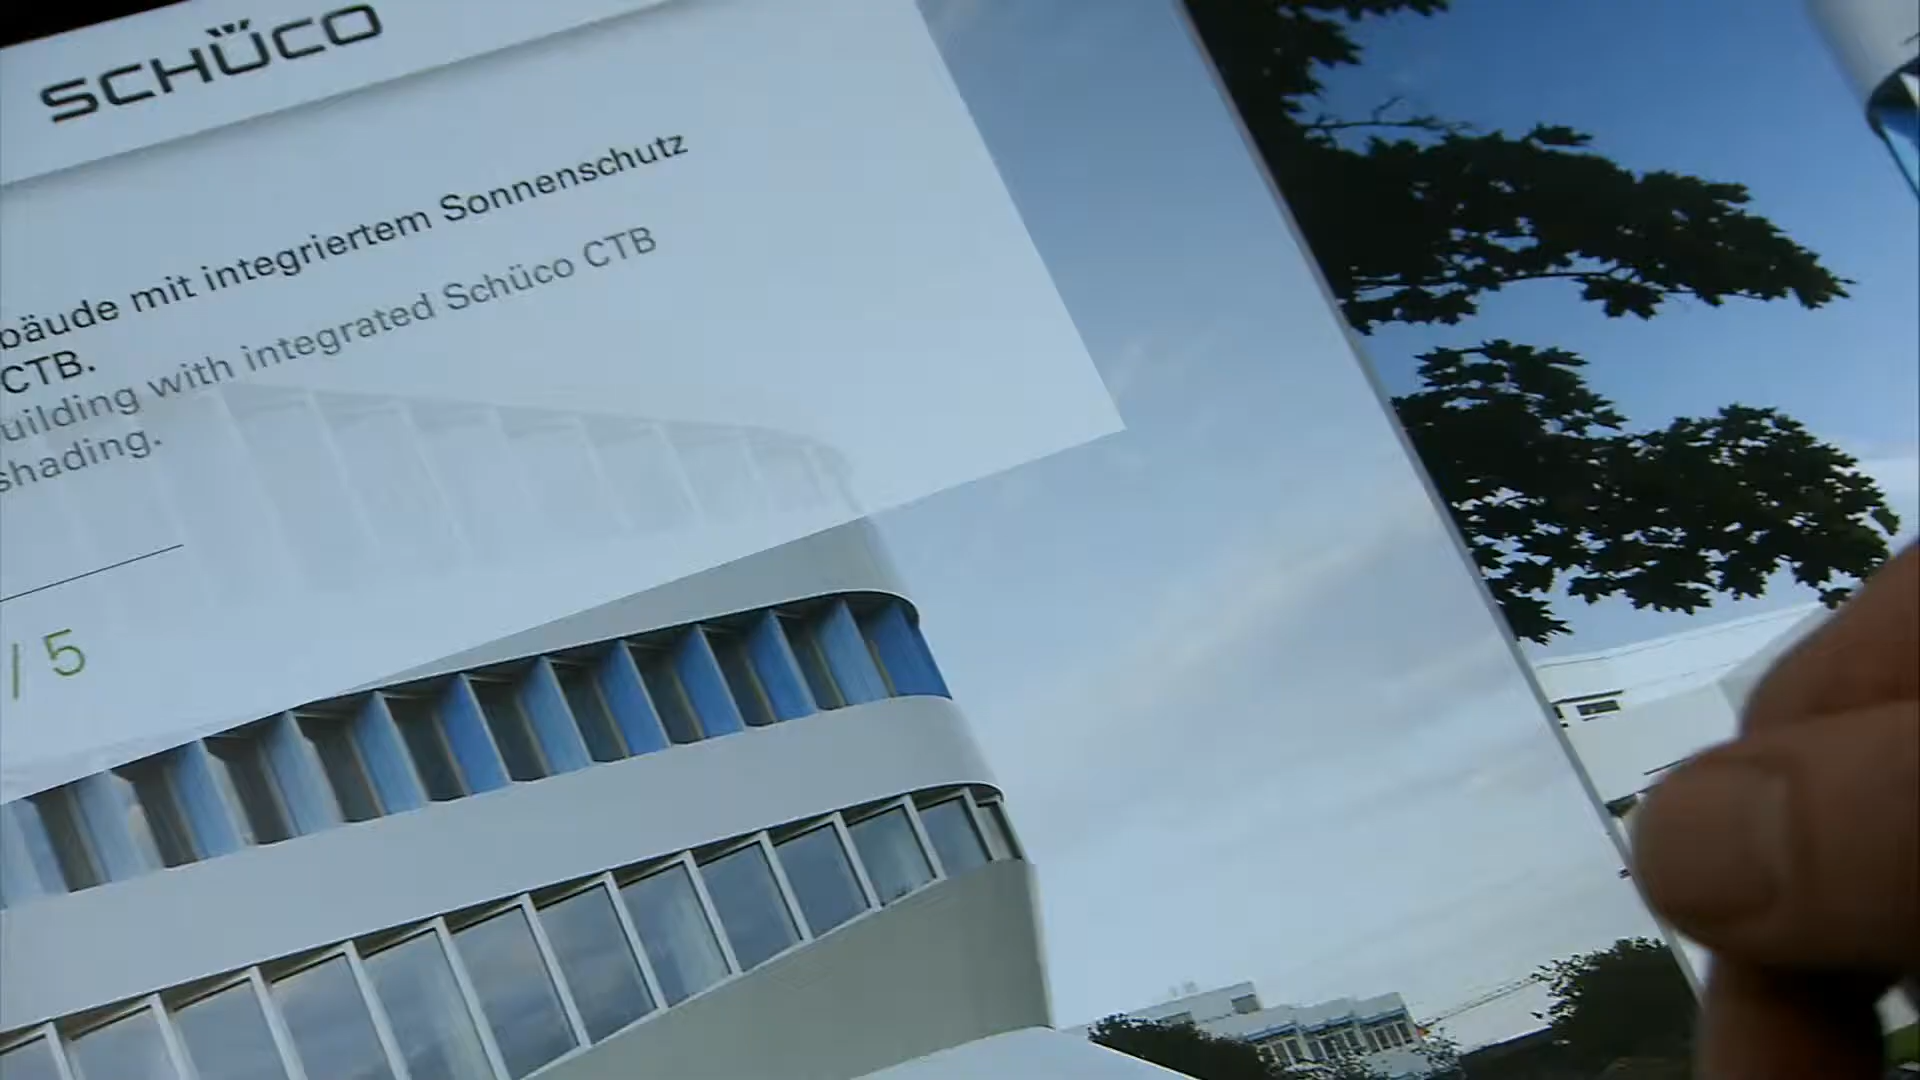 SCHÜCO
bäude mit integriertem Sonnenschutz
CTB.
uilding with integrated Schüco CTB
shading.
/ 5